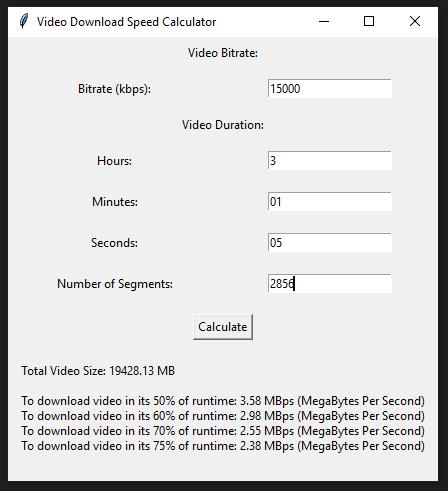 Video Download Speed Calculator
Video Bitrate:
Bitrate (kbps): 15000
Video Duration:
Hours: 3
Minutes: 01
Seconds: 05
Number of Segments: 2856
Calculate
Total Video Size: 19428.13 MB
To download video in its 50% of runtime: 3.58 MBps (MegaBytes Per Second)
To download video in its 60% of runtime: 2.98 MBps (MegaBytes Per Second)
To download video in its 70% of runtime: 2.55 MBps (MegaBytes Per Second)
To download video in its 75% of runtime: 2.38 MBps (MegaBytes Per Second)